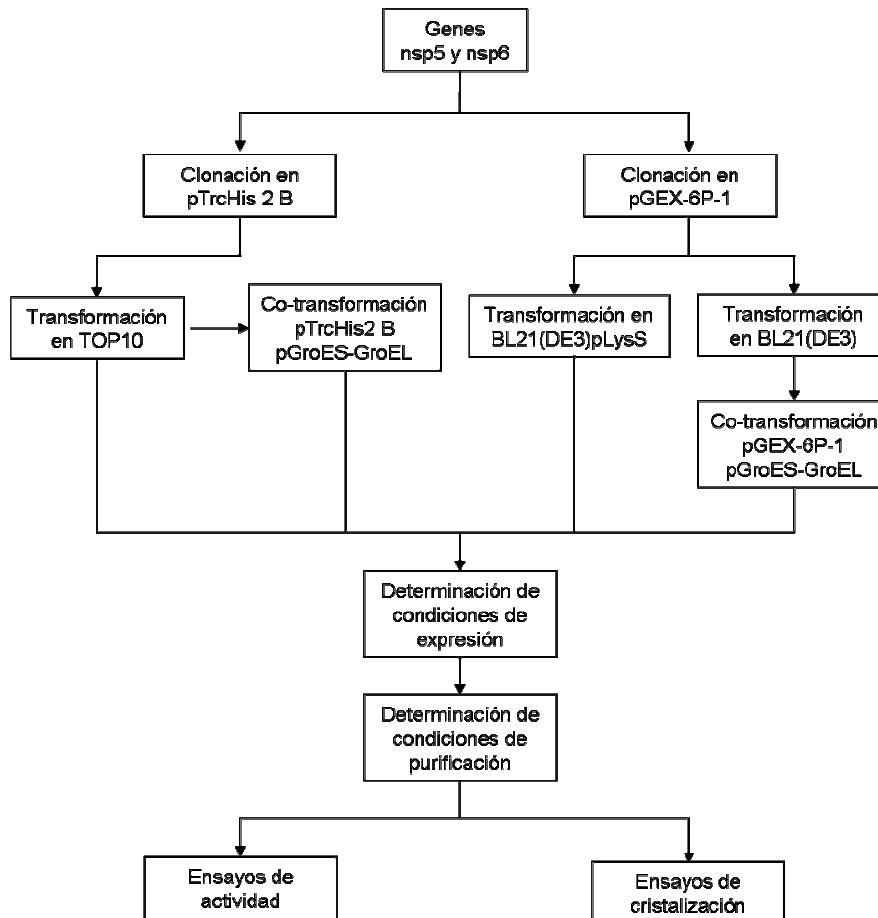 Genes
nsp5 y nsp6
Clonación en
pTrcHis 2 B
Clonación en
pGEX-6P-1
Transformación
en TOP10
Co-transformación
pTrcHis2 B
pGroES-GroEL
Transformación en
BL21(DE3)pLysS
Transformación
en BL21(DE3)
Co-transformación
pGEX-6P-1
pGroES-GroEL
Determinación de
condiciones de
expresión
Determinación de
condiciones de
purificación
Ensayos de
actividad
Ensayos de
cristalización